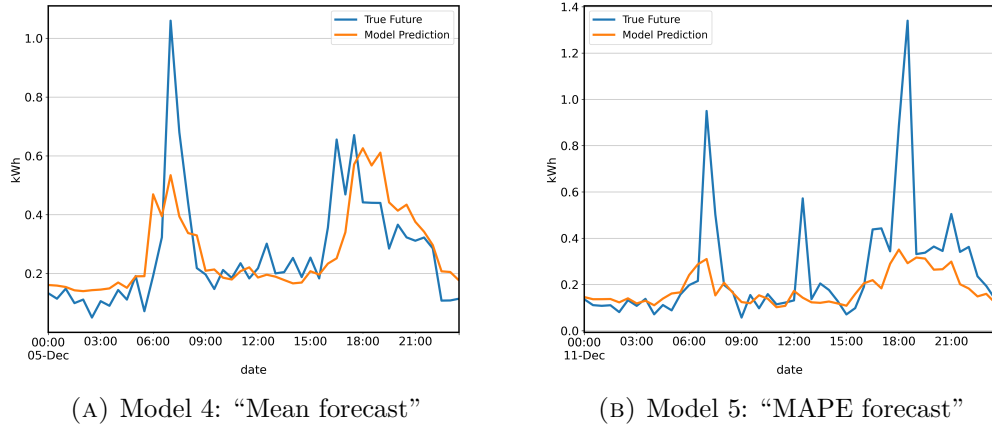 True Future
Model Prediction
1.0
0.8
0.6
0.4
0.2
kWh
00:00 03:00 06:00 09:00 12:00 15:00 18:00 21:00
05-Dec
date
(A) Model 4: “Mean forecast”
True Future
Model Prediction
1.4
1.2
1.0
0.8
0.6
0.4
0.2
0.0
kWh
00:00 03:00 06:00 09:00 12:00 15:00 18:00 21:00
11-Dec
date
(B) Model 5: “MAPE forecast”